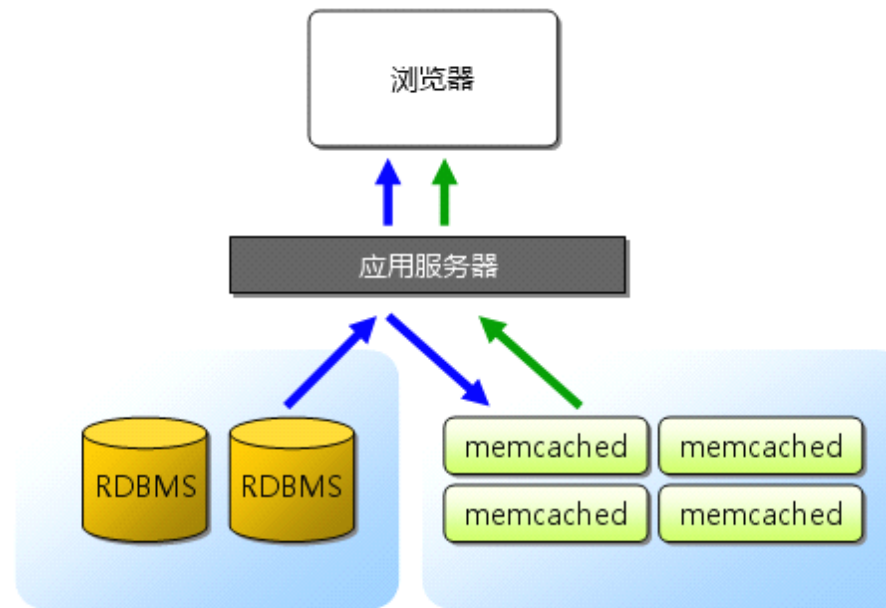 浏览器
应用服务器
RDBMS RDBMS
memcached memcached
memcached memcached